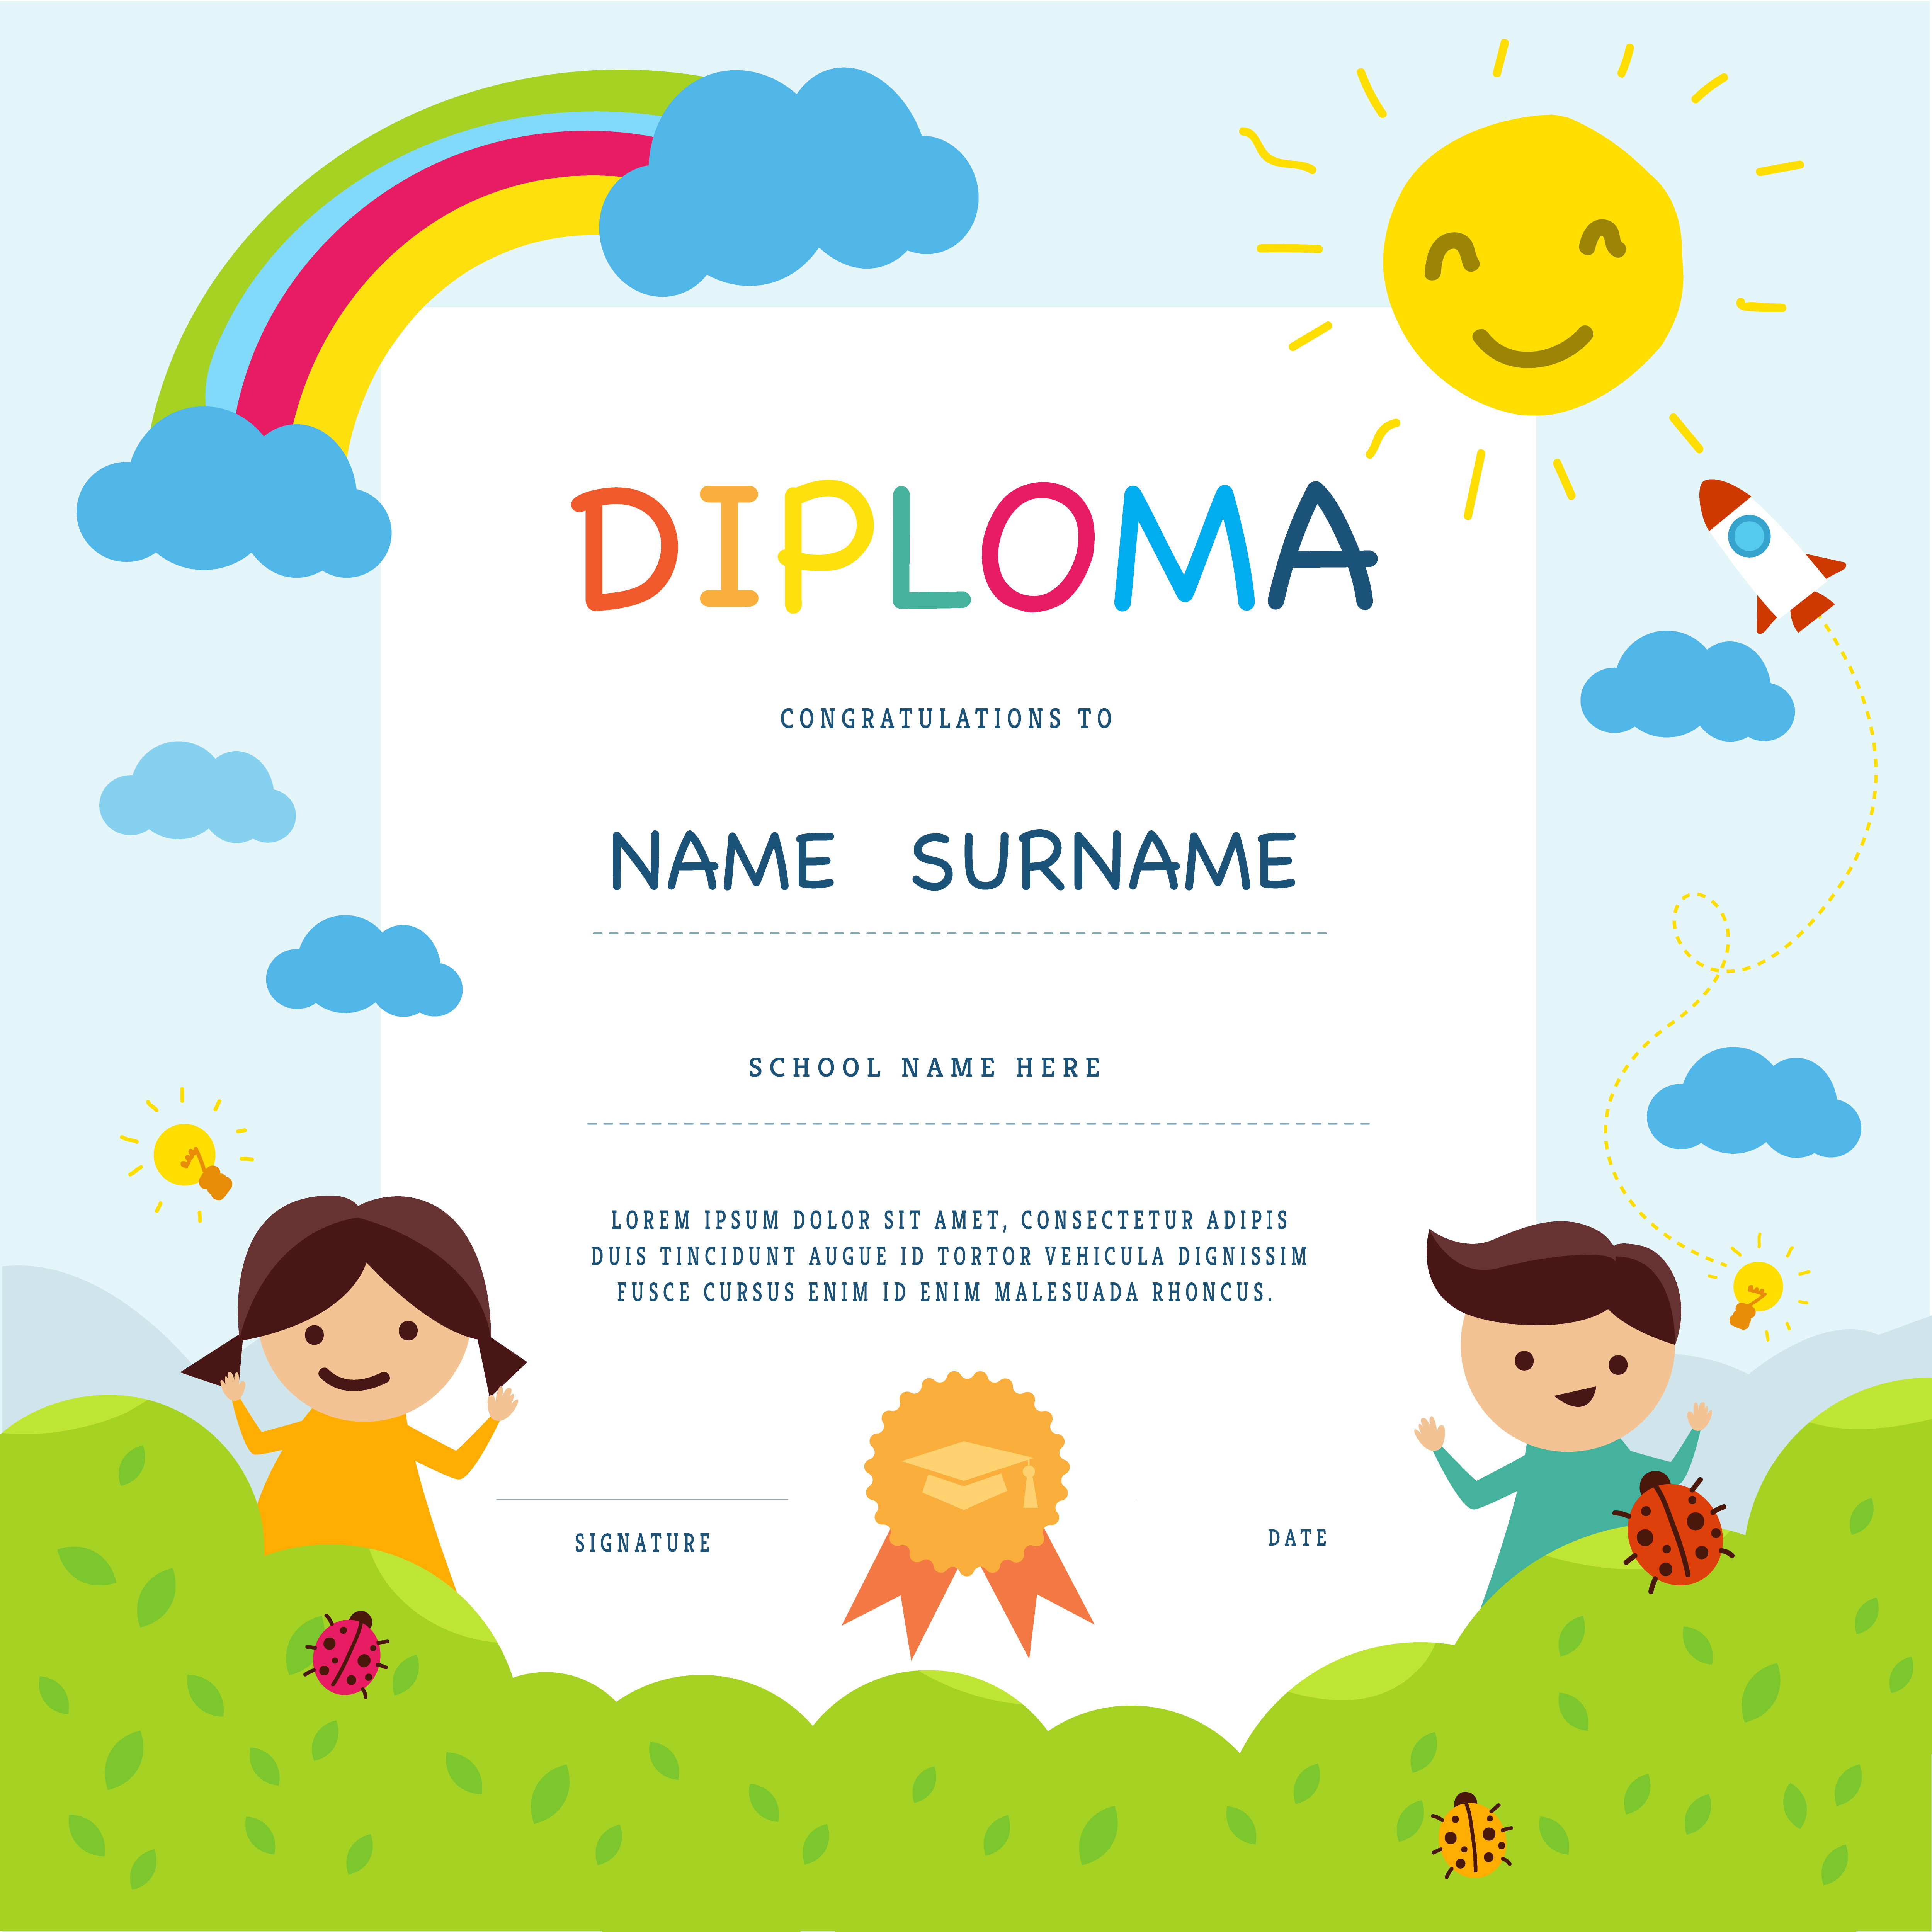 DIPLOMA
CONGRATULATIONS TO
NAME SURNAME
SCHOOL NAME HERE
LOREM IPSUM DOLOR SIT AMET, CONSECTETUR ADIPIS
DUIS TINCIDUNT AUGUE ID TORTOR VEHICULA DIGNISSIM
FUSCE CURSUS ENIM ID ENIM MALESUADA RHONCUS.
SIGNATURE
DATE